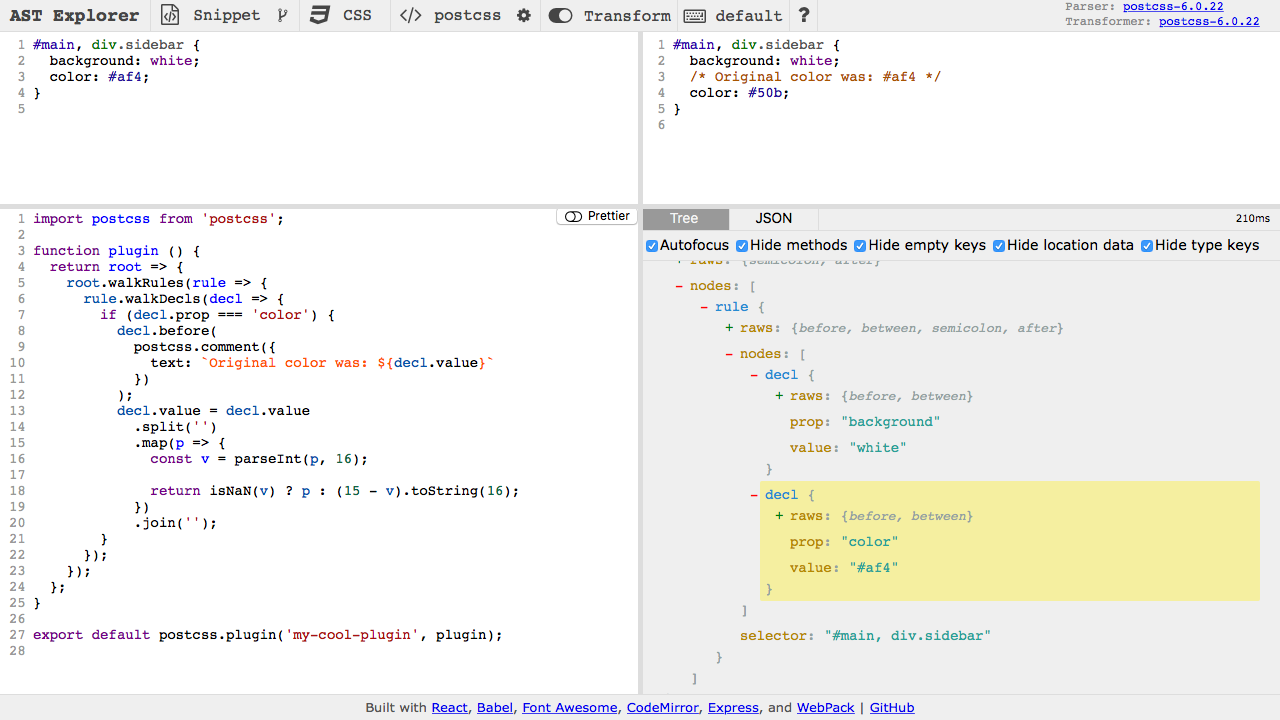 AST Explorer Snippet CSS </> postcss Transform default ?
Parser: postcss-6.0.22
Transformer: postcss-6.0.22
1 #main, div.sidebar {
2   background: white;
3   color: #af4;
4 }
5
1 #main, div.sidebar {
2   background: white;
3   /* Original color was: #af4 */
4   color: #50b;
5 }
6
Prettier
1 import postcss from 'postcss';
2
3 function plugin () {
4   return root => {
5     root.walkRules(rule => {
6       rule.walkDecls(decl => {
7         if (decl.prop === 'color') {
8           decl.before(
9             postcss.comment({
10               text: `Original color was: ${decl.value}`
11             })
12           );
13           decl.value = decl.value
14             .split('')
15             .map(p => {
16               const v = parseInt(p, 16);
17
18               return isNaN(v) ? p : (15 - v).toString(16);
19             })
20             .join('');
21         }
22       });
23     });
24   };
25 }
26
27 export default postcss.plugin('my-cool-plugin', plugin);
28
Tree JSON 210ms
Autofocus Hide methods Hide empty keys Hide location data Hide type keys
+ raws: {semicolon, after}
- nodes: [
- rule {
+ raws: {before, between, semicolon, after}
- nodes: [
- decl {
+ raws: {before, between}
prop: "background"
value: "white"
}
- decl {
+ raws: {before, between}
prop: "color"
value: "#af4"
}
]
selector: "#main, div.sidebar"
}
]
Built with React, Babel, Font Awesome, CodeMirror, Express, and WebPack | GitHub